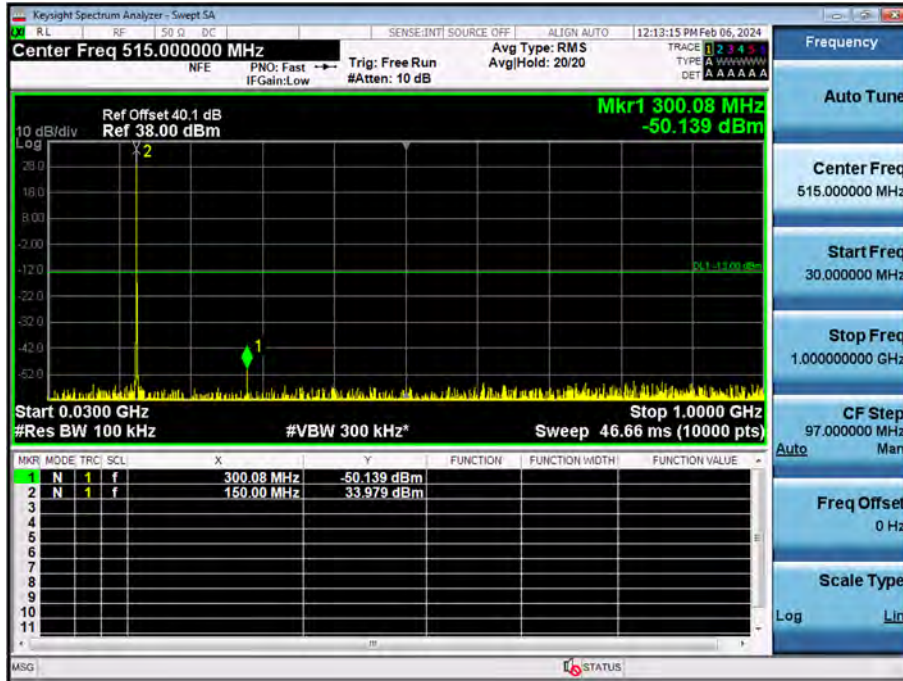 Keysight Spectrum Analyzer - Swept SA
LXI RL RF 50 Ω DC SENSE:INT SOURCE OFF ALIGN AUTO 12:13:15 PM Feb 06, 2024
Center Freq 515.000000 MHz
NFE PNO: Fast Trig: Free Run Avg Type: RMS TRACE 1 2 3 4 5 6
IFGain:Low #Atten: 10 dB Avg|Hold: 20/20 TYPE A WWWWW
DET A A A A A A
Mkr1 300.08 MHz
-50.139 dBm
Ref Offset 40.1 dB
10 dB/div Ref 38.00 dBm
Log
2
28.0
18.0
8.00
-2.00
-12.0
DL1 -13.00 dBm
-22.0
-32.0
-42.0
1
-52.0
Start 0.0300 GHz Stop 1.0000 GHz
#Res BW 100 kHz #VBW 300 kHz* Sweep 46.66 ms (10000 pts)
MKR MODE TRC SCL X Y FUNCTION FUNCTION WIDTH FUNCTION VALUE
1 N 1 f 300.08 MHz -50.139 dBm
2 N 1 f 150.00 MHz 33.979 dBm
3
4
5
6
7
8
9
10
11
MSG STATUS
Frequency
Auto Tune
Center Freq
515.000000 MHz
Start Freq
30.000000 MHz
Stop Freq
1.000000000 GHz
CF Step
97.000000 MHz
Auto Man
Freq Offset
0 Hz
Scale Type
Log Lin